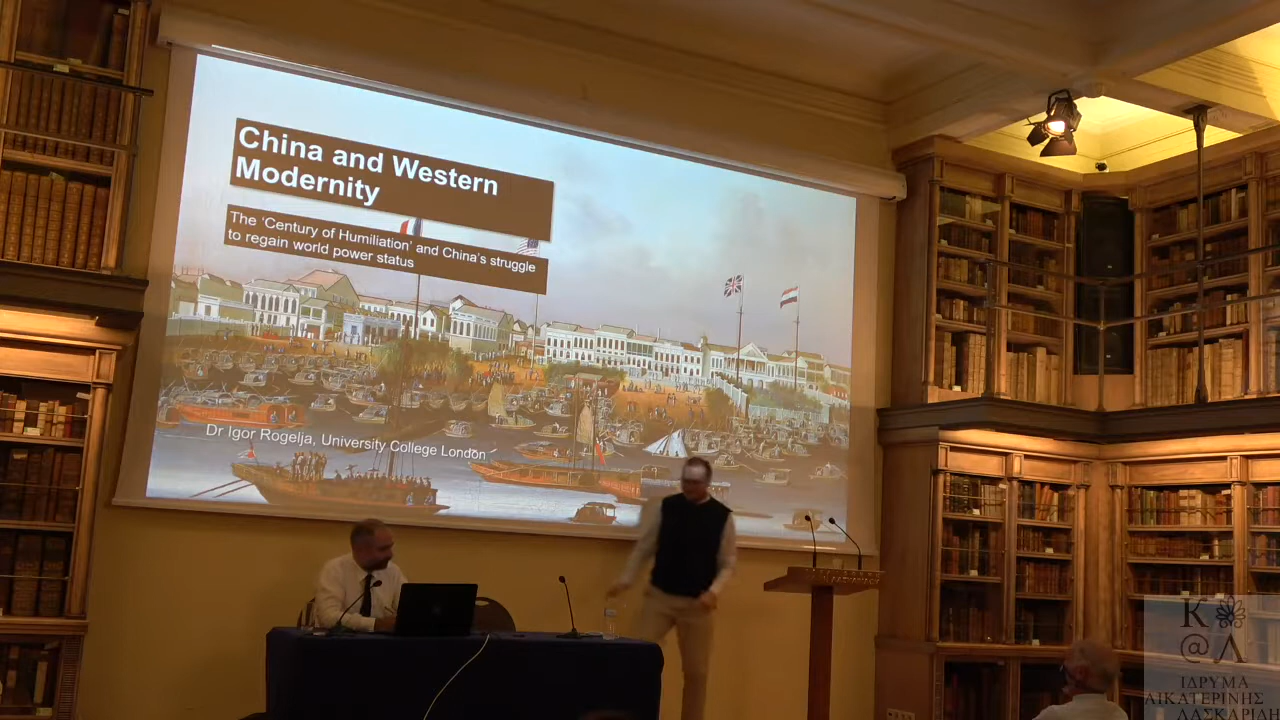 China and Western
Modernity
The ‘Century of Humiliation’ and China’s struggle
to regain world power status
Dr Igor Rogelja, University College London
Κ
@Λ
ΙΔΡΥΜΑ
ΑΙΚΑΤΕΡΙΝΗΣ
ΛΑΣΚΑΡΙΔΗ